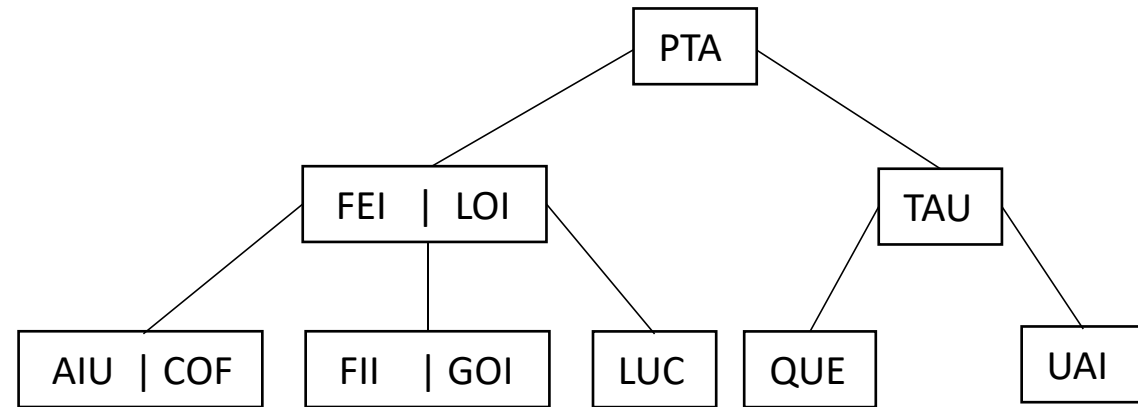 PTA
FEI | LOI
TAU
AIU | COF
FII | GOI
LUC
QUE
UAI